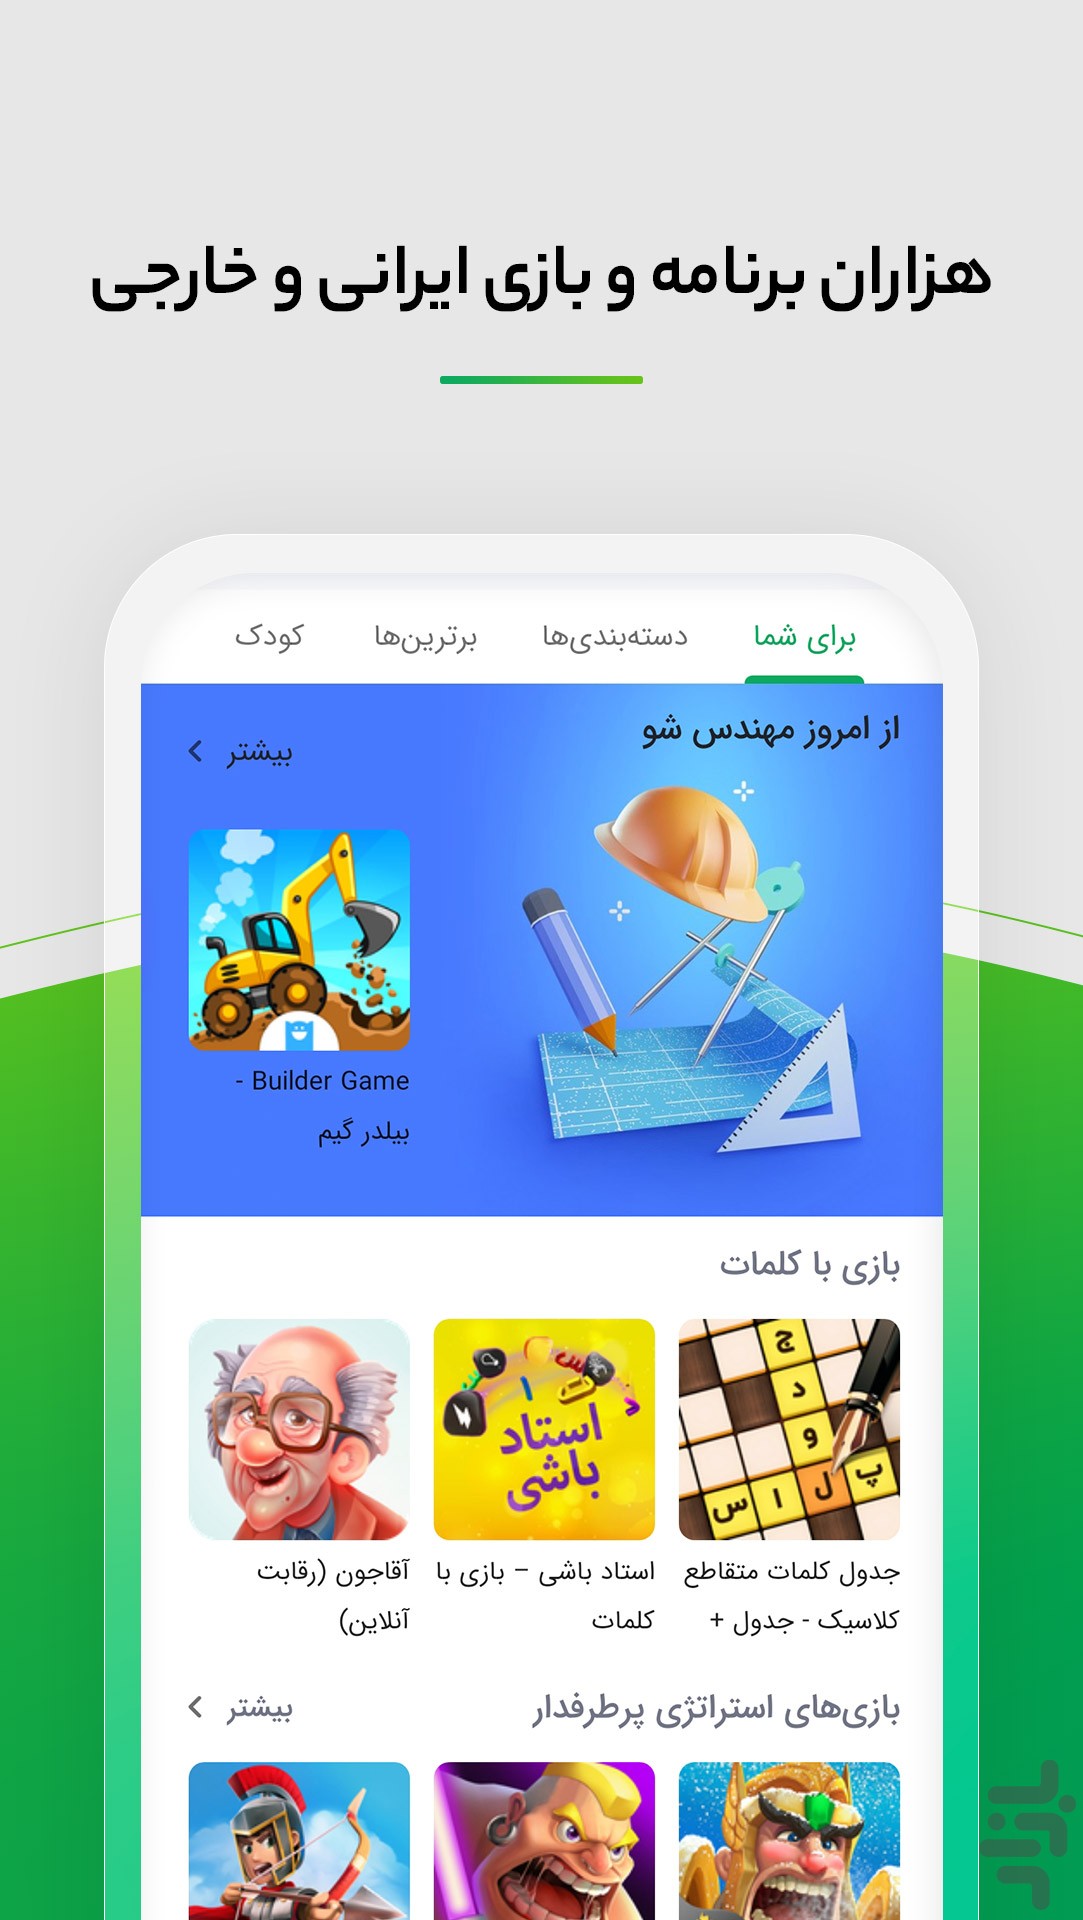 هزاران برنامه و بازی ایرانی و خارجی
برای شما
دسته‌بندی‌ها
برترین‌ها
کودک
از امروز مهندس شو
بیشتر
Builder Game -
بیلدر گیم
بازی با کلمات
ج
د
و
پ ل ا س
استاد
باشی
جدول کلمات متقاطع
کلاسیک - جدول +
استاد باشی – بازی با
کلمات
آقاجون (رقابت
آنلاین)
بازی‌های استراتژی پرطرفدار
بیشتر
بازار